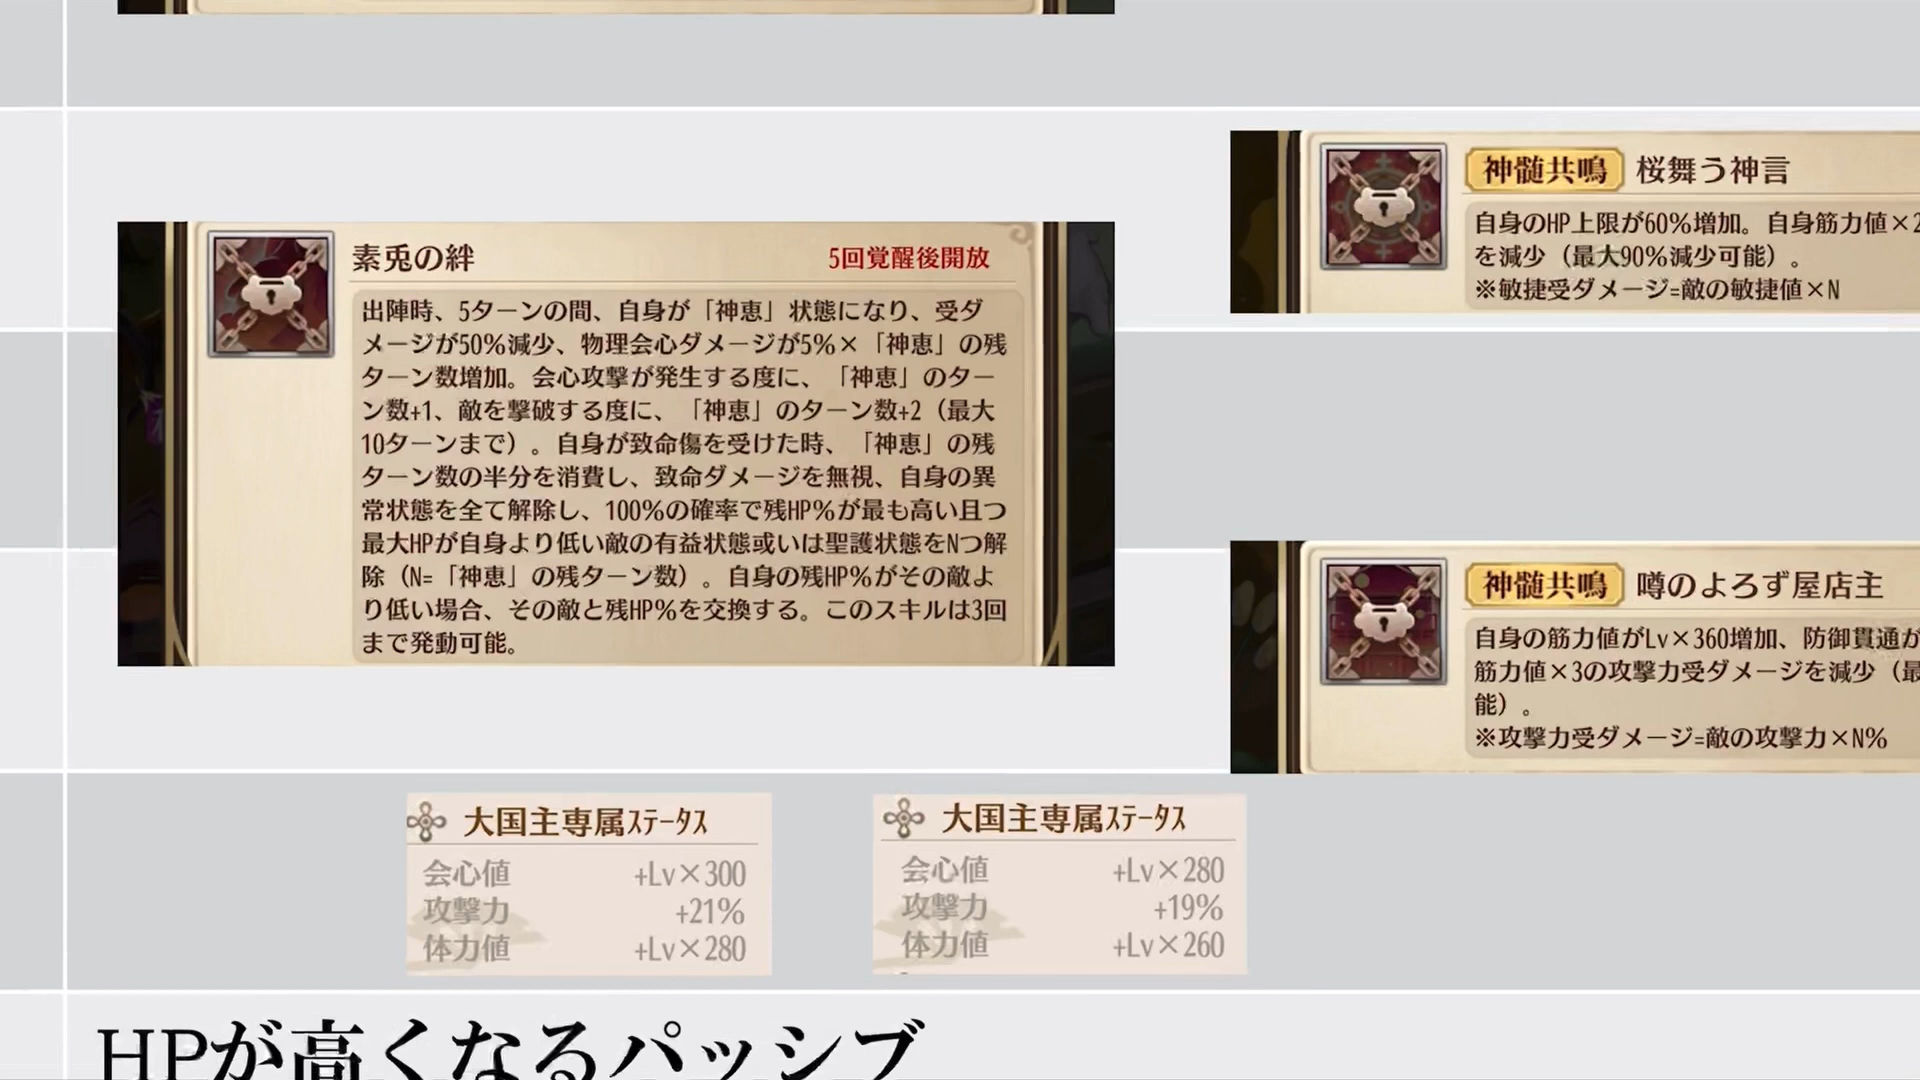 素兎の絆
5回覚醒後開放
出陣時、5ターンの間、自身が「神恵」状態になり、受ダ
メージが50%減少、物理会心ダメージが5%×「神恵」の残
ターン数増加。会心攻撃が発生する度に、「神恵」のター
ン数+1、敵を撃破する度に、「神恵」のターン数+2（最大
10ターンまで）。自身が致命傷を受けた時、「神恵」の残
ターン数の半分を消費し、致命ダメージを無視、自身の異
常状態を全て解除し、100%の確率で残HP%が最も高い且つ
最大HPが自身より低い敵の有益状態或いは聖護状態をNつ解
除（N=「神恵」の残ターン数）。自身の残HP%がその敵よ
り低い場合、その敵と残HP%を交換する。このスキルは3回
まで発動可能。
神髄共鳴 桜舞う神言
自身のHP上限が60%増加。自身筋力値×2
を減少（最大90%減少可能）。
※敏捷受ダメージ=敵の敏捷値×N
神髄共鳴 噂のよろず屋店主
自身の筋力値がLv×360増加、防御貫通が
筋力値×3の攻撃力受ダメージを減少（最
能）。
※攻撃力受ダメージ=敵の攻撃力×N%
大国主専属ステータス
会心値 +Lv×300
攻撃力 +21%
体力値 +Lv×280
大国主専属ステータス
会心値 +Lv×280
攻撃力 +19%
体力値 +Lv×260
HPが高くなるパッシブ